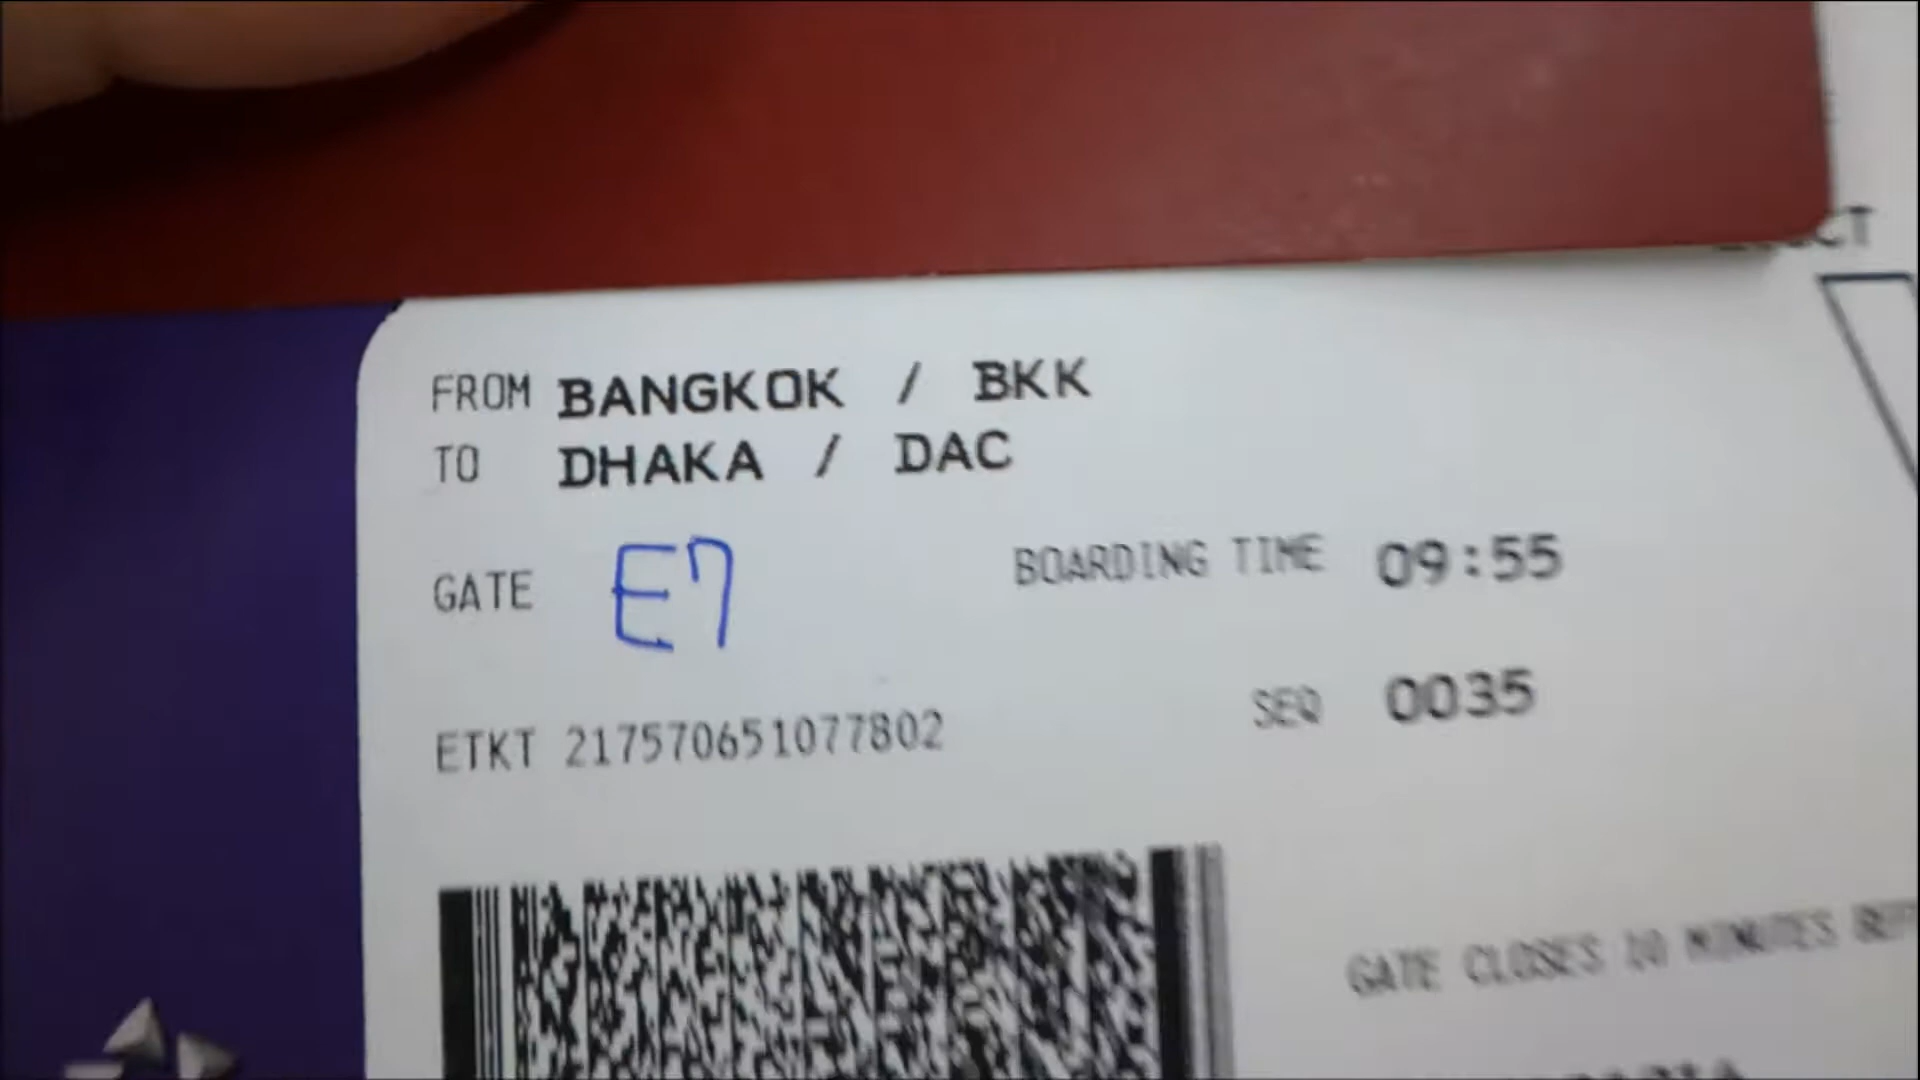 FROM BANGKOK / BKK
TO DHAKA / DAC
GATE E7 BOARDING TIME 09:55
ETKT 217570651077802 SEQ 0035
GATE CLOSES 10 MINUTES